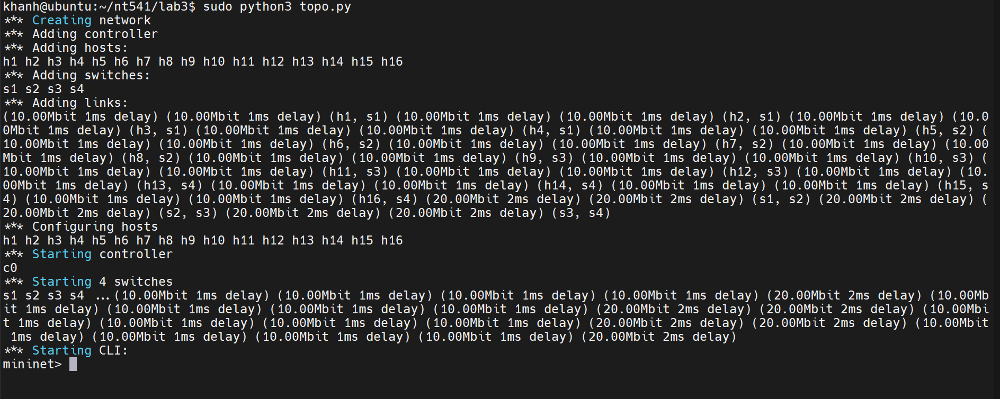 khanh@ubuntu:~/nt541/lab3$ sudo python3 topo.py
*** Creating network
*** Adding controller
*** Adding hosts:
h1 h2 h3 h4 h5 h6 h7 h8 h9 h10 h11 h12 h13 h14 h15 h16
*** Adding switches:
s1 s2 s3 s4
*** Adding links:
(10.00Mbit 1ms delay) (10.00Mbit 1ms delay) (h1, s1) (10.00Mbit 1ms delay) (10.00Mbit 1ms delay) (h2, s1) (10.00Mbit 1ms delay) (10.0
0Mbit 1ms delay) (h3, s1) (10.00Mbit 1ms delay) (10.00Mbit 1ms delay) (h4, s1) (10.00Mbit 1ms delay) (10.00Mbit 1ms delay) (h5, s2) (
10.00Mbit 1ms delay) (10.00Mbit 1ms delay) (h6, s2) (10.00Mbit 1ms delay) (10.00Mbit 1ms delay) (h7, s2) (10.00Mbit 1ms delay) (10.00
Mbit 1ms delay) (h8, s2) (10.00Mbit 1ms delay) (10.00Mbit 1ms delay) (h9, s3) (10.00Mbit 1ms delay) (10.00Mbit 1ms delay) (h10, s3) (
10.00Mbit 1ms delay) (10.00Mbit 1ms delay) (h11, s3) (10.00Mbit 1ms delay) (10.00Mbit 1ms delay) (h12, s3) (10.00Mbit 1ms delay) (10.
00Mbit 1ms delay) (h13, s4) (10.00Mbit 1ms delay) (10.00Mbit 1ms delay) (h14, s4) (10.00Mbit 1ms delay) (10.00Mbit 1ms delay) (h15, s
4) (10.00Mbit 1ms delay) (10.00Mbit 1ms delay) (h16, s4) (20.00Mbit 2ms delay) (20.00Mbit 2ms delay) (s1, s2) (20.00Mbit 2ms delay) (
20.00Mbit 2ms delay) (s2, s3) (20.00Mbit 2ms delay) (20.00Mbit 2ms delay) (s3, s4)
*** Configuring hosts
h1 h2 h3 h4 h5 h6 h7 h8 h9 h10 h11 h12 h13 h14 h15 h16
*** Starting controller
c0
*** Starting 4 switches
s1 s2 s3 s4 ...(10.00Mbit 1ms delay) (10.00Mbit 1ms delay) (10.00Mbit 1ms delay) (10.00Mbit 1ms delay) (20.00Mbit 2ms delay) (10.00Mb
it 1ms delay) (10.00Mbit 1ms delay) (10.00Mbit 1ms delay) (10.00Mbit 1ms delay) (20.00Mbit 2ms delay) (20.00Mbit 2ms delay) (10.00Mbi
t 1ms delay) (10.00Mbit 1ms delay) (10.00Mbit 1ms delay) (10.00Mbit 1ms delay) (20.00Mbit 2ms delay) (20.00Mbit 2ms delay) (10.00Mbit
 1ms delay) (10.00Mbit 1ms delay) (10.00Mbit 1ms delay) (10.00Mbit 1ms delay) (20.00Mbit 2ms delay)
*** Starting CLI:
mininet>